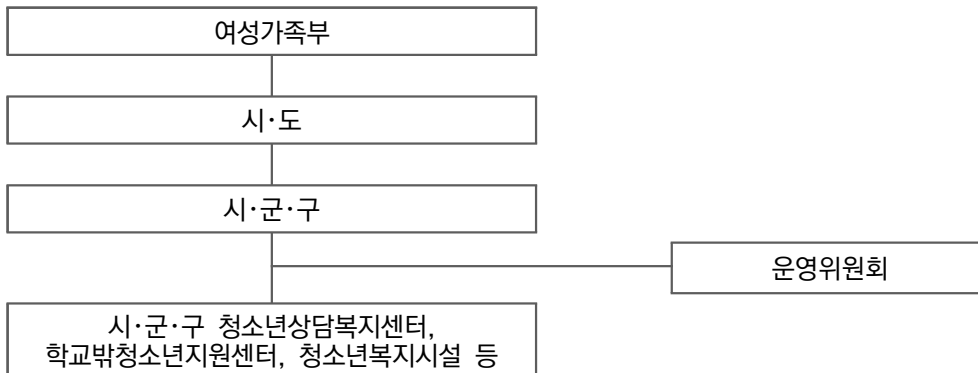 여성가족부
시·도
시·군·구
운영위원회
시·군·구 청소년상담복지센터,
학교밖청소년지원센터, 청소년복지시설 등